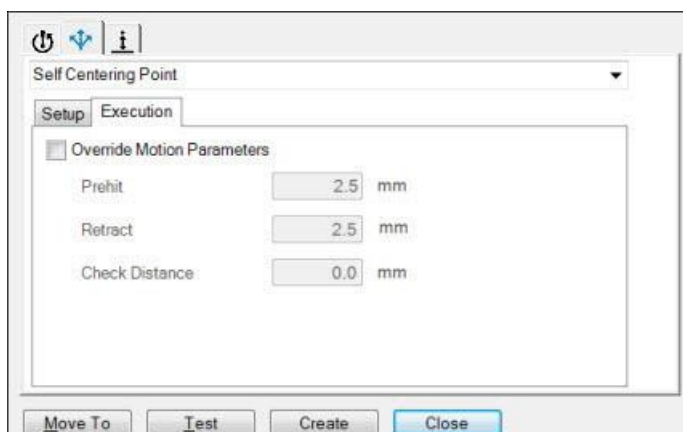 Self Centering Point
Setup Execution
Override Motion Parameters
Prehit 2.5 mm
Retract 2.5 mm
Check Distance 0.0 mm
Move To Test Create Close